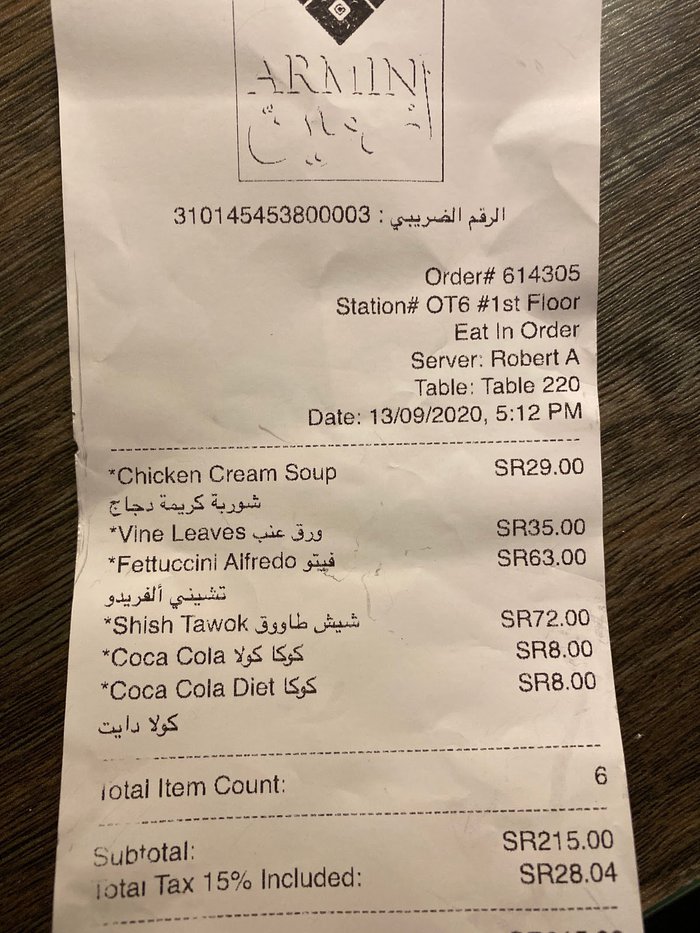 ARMIN
أرمين
الرقم الضريبي : 310145453800003
Order# 614305
Station# OT6 #1st Floor
Eat In Order
Server: Robert A
Table: Table 220
Date: 13/09/2020, 5:12 PM
*Chicken Cream Soup SR29.00
شوربة كريمة دجاج
*Vine Leaves ورق عنب SR35.00
*Fettuccini Alfredo فيتو SR63.00
تشيني ألفريدو
*Shish Tawok شيش طاووق SR72.00
*Coca Cola كوكا كولا SR8.00
*Coca Cola Diet كوكا SR8.00
كولا دايت
Total Item Count: 6
Subtotal: SR215.00
Total Tax 15% Included: SR28.04